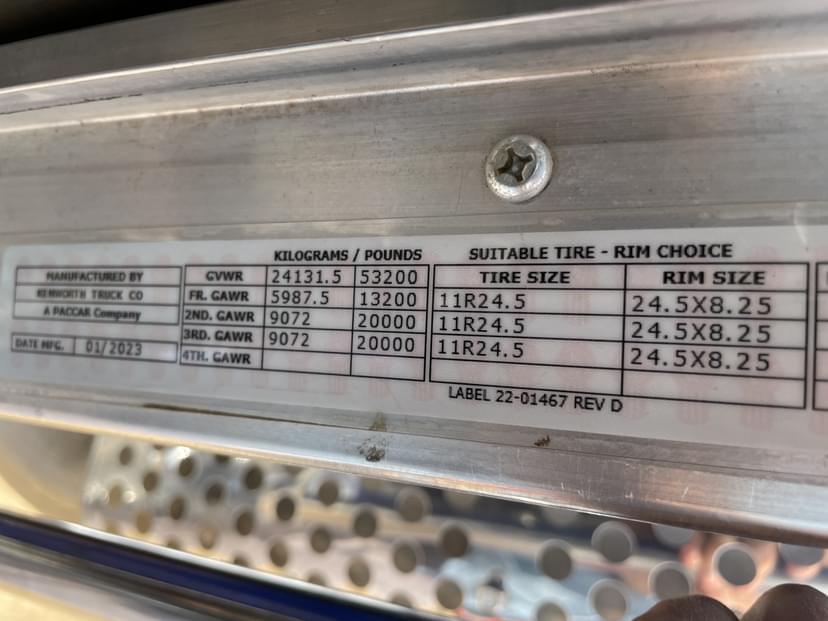 KILOGRAMS / POUNDS SUITABLE TIRE - RIM CHOICE
MANUFACTURED BY GVWR 24131.5 53200 TIRE SIZE RIM SIZE
KENWORTH TRUCK CO FR. GAWR 5987.5 13200 11R24.5 24.5X8.25
A PACCAR Company 2ND. GAWR 9072 20000 11R24.5 24.5X8.25
DATE MFG. 01/2023 3RD. GAWR 9072 20000 11R24.5 24.5X8.25
4TH. GAWR
LABEL 22-01467 REV D